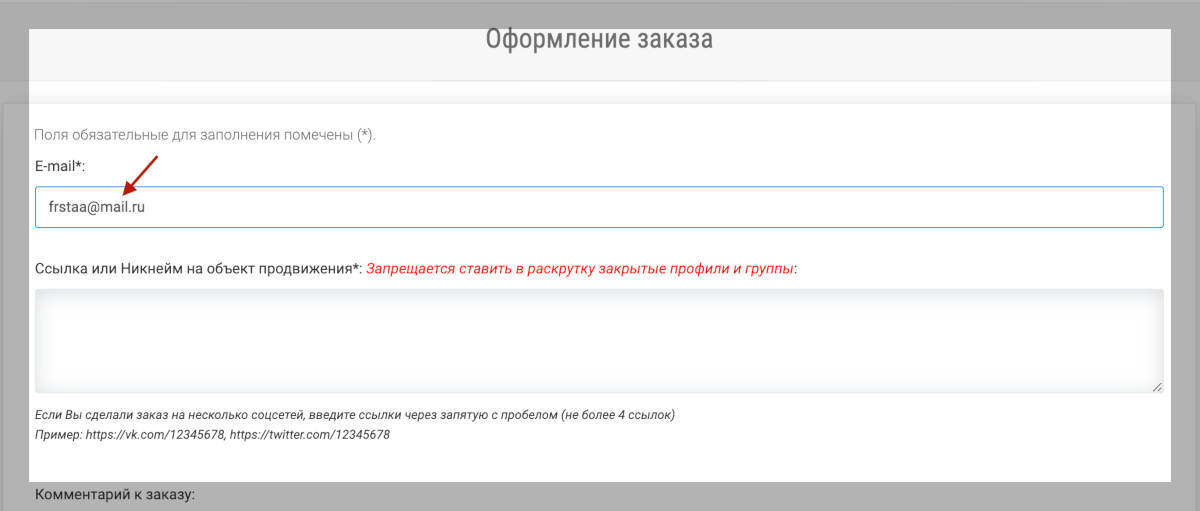 Оформление заказа
Поля обязательные для заполнения помечены (*).
E-mail*:
frstaa@mail.ru
Ссылка или Никнейм на объект продвижения*: Запрещается ставить в раскрутку закрытые профили и группы:
Если Вы сделали заказ на несколько соцсетей, введите ссылки через запятую с пробелом (не более 4 ссылок)
Пример: https://vk.com/12345678, https://twitter.com/12345678
Комментарий к заказу: